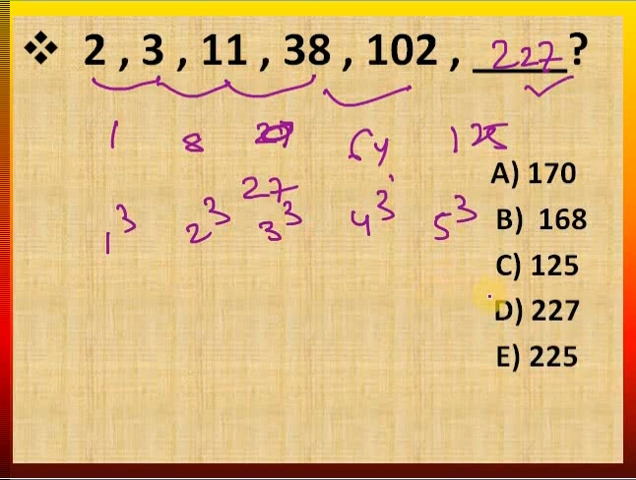 ❖ 2 , 3 , 11 , 38 , 102 , 227 ?
1 8 27 64 125
27
1³ 2³ 3³ 4³ 5³
A) 170
B) 168
C) 125
D) 227
E) 225